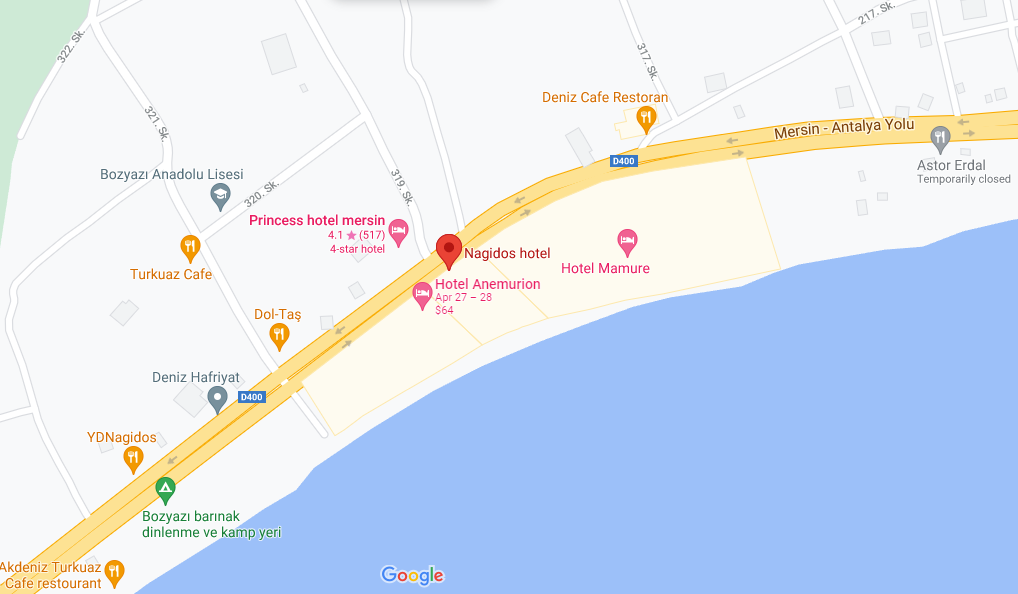 217. Sk.
322. Sk.
317. Sk.
Deniz Cafe Restoran
321. Sk.
Mersin - Antalya Yolu
D400
Astor Erdal
Temporarily closed
Bozyazı Anadolu Lisesi
320. Sk.
319. Sk.
Princess hotel mersin
4.1 ★ (517)
4-star hotel
Nagidos hotel
Hotel Mamure
Turkuaz Cafe
Hotel Anemurion
Apr 27 – 28
$64
Dol-Taş
Deniz Hafriyat
D400
YDNagidos
Bozyazı barınak
dinlenme ve kamp yeri
Akdeniz Turkuaz
Cafe restourant
Google